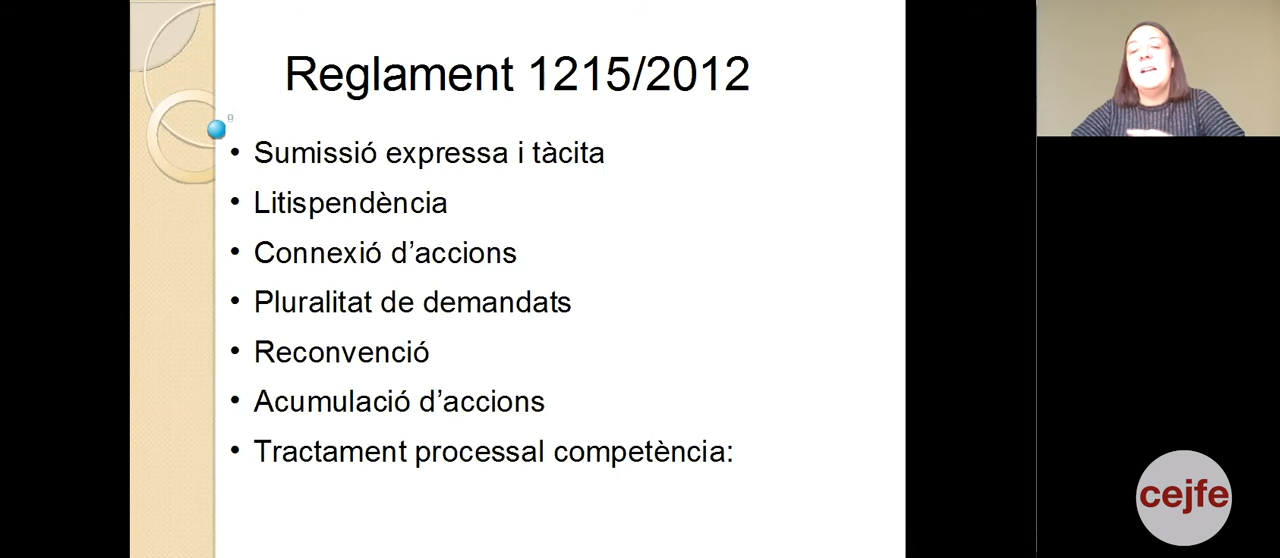 Reglament 1215/2012
9
• Sumissió expressa i tàcita
• Litispendència
• Connexió d’accions
• Pluralitat de demandats
• Reconvenció
• Acumulació d’accions
• Tractament processal competència:
cejfe